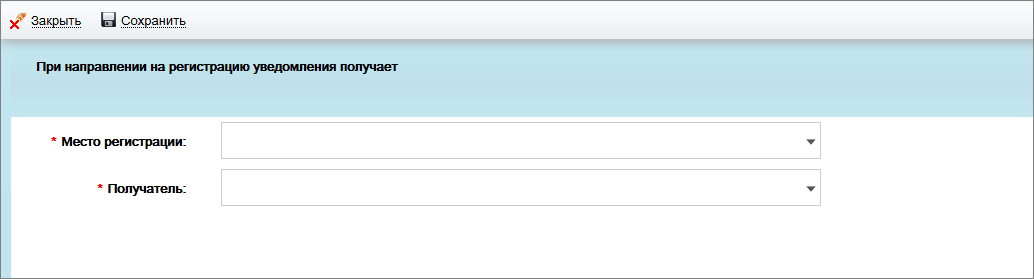 Закрыть Сохранить
При направлении на регистрацию уведомления получает
* Место регистрации:
* Получатель: